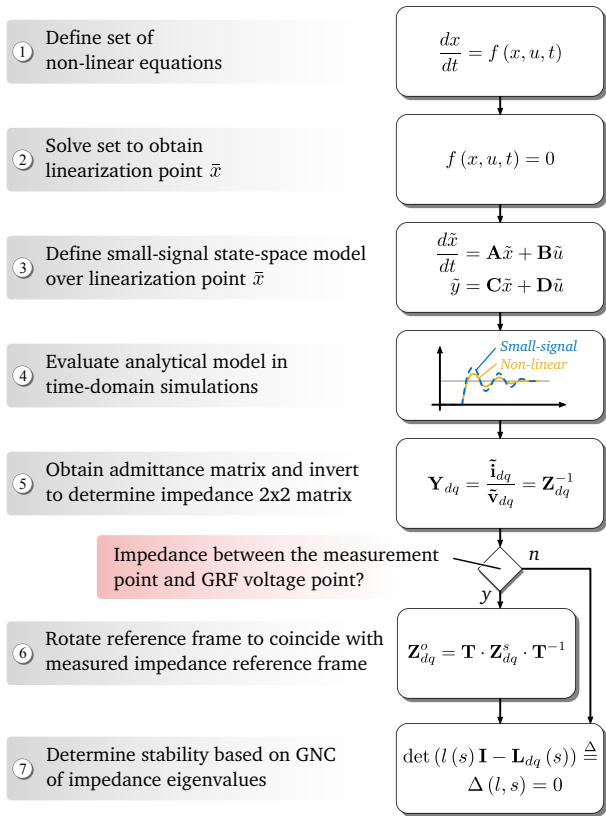 1
Define set of
non-linear equations
dx/dt = f (x, u, t)
2
Solve set to obtain
linearization point x̄
f (x, u, t) = 0
3
Define small-signal state-space model
over linearization point x̄
dx̃/dt = Ax̃ + Bũ
ỹ = Cx̃ + Dũ
4
Evaluate analytical model in
time-domain simulations
Small-signal
Non-linear
5
Obtain admittance matrix and invert
to determine impedance 2x2 matrix
Y_dq = ĩ_dq/ṽ_dq = Z_dq^-1
Impedance between the measurement
point and GRF voltage point?
n
y
6
Rotate reference frame to coincide with
measured impedance reference frame
Z^o_dq = T · Z^s_dq · T^-1
7
Determine stability based on GNC
of impedance eigenvalues
det (l (s) I − L_dq (s)) ≜
Δ (l, s) = 0